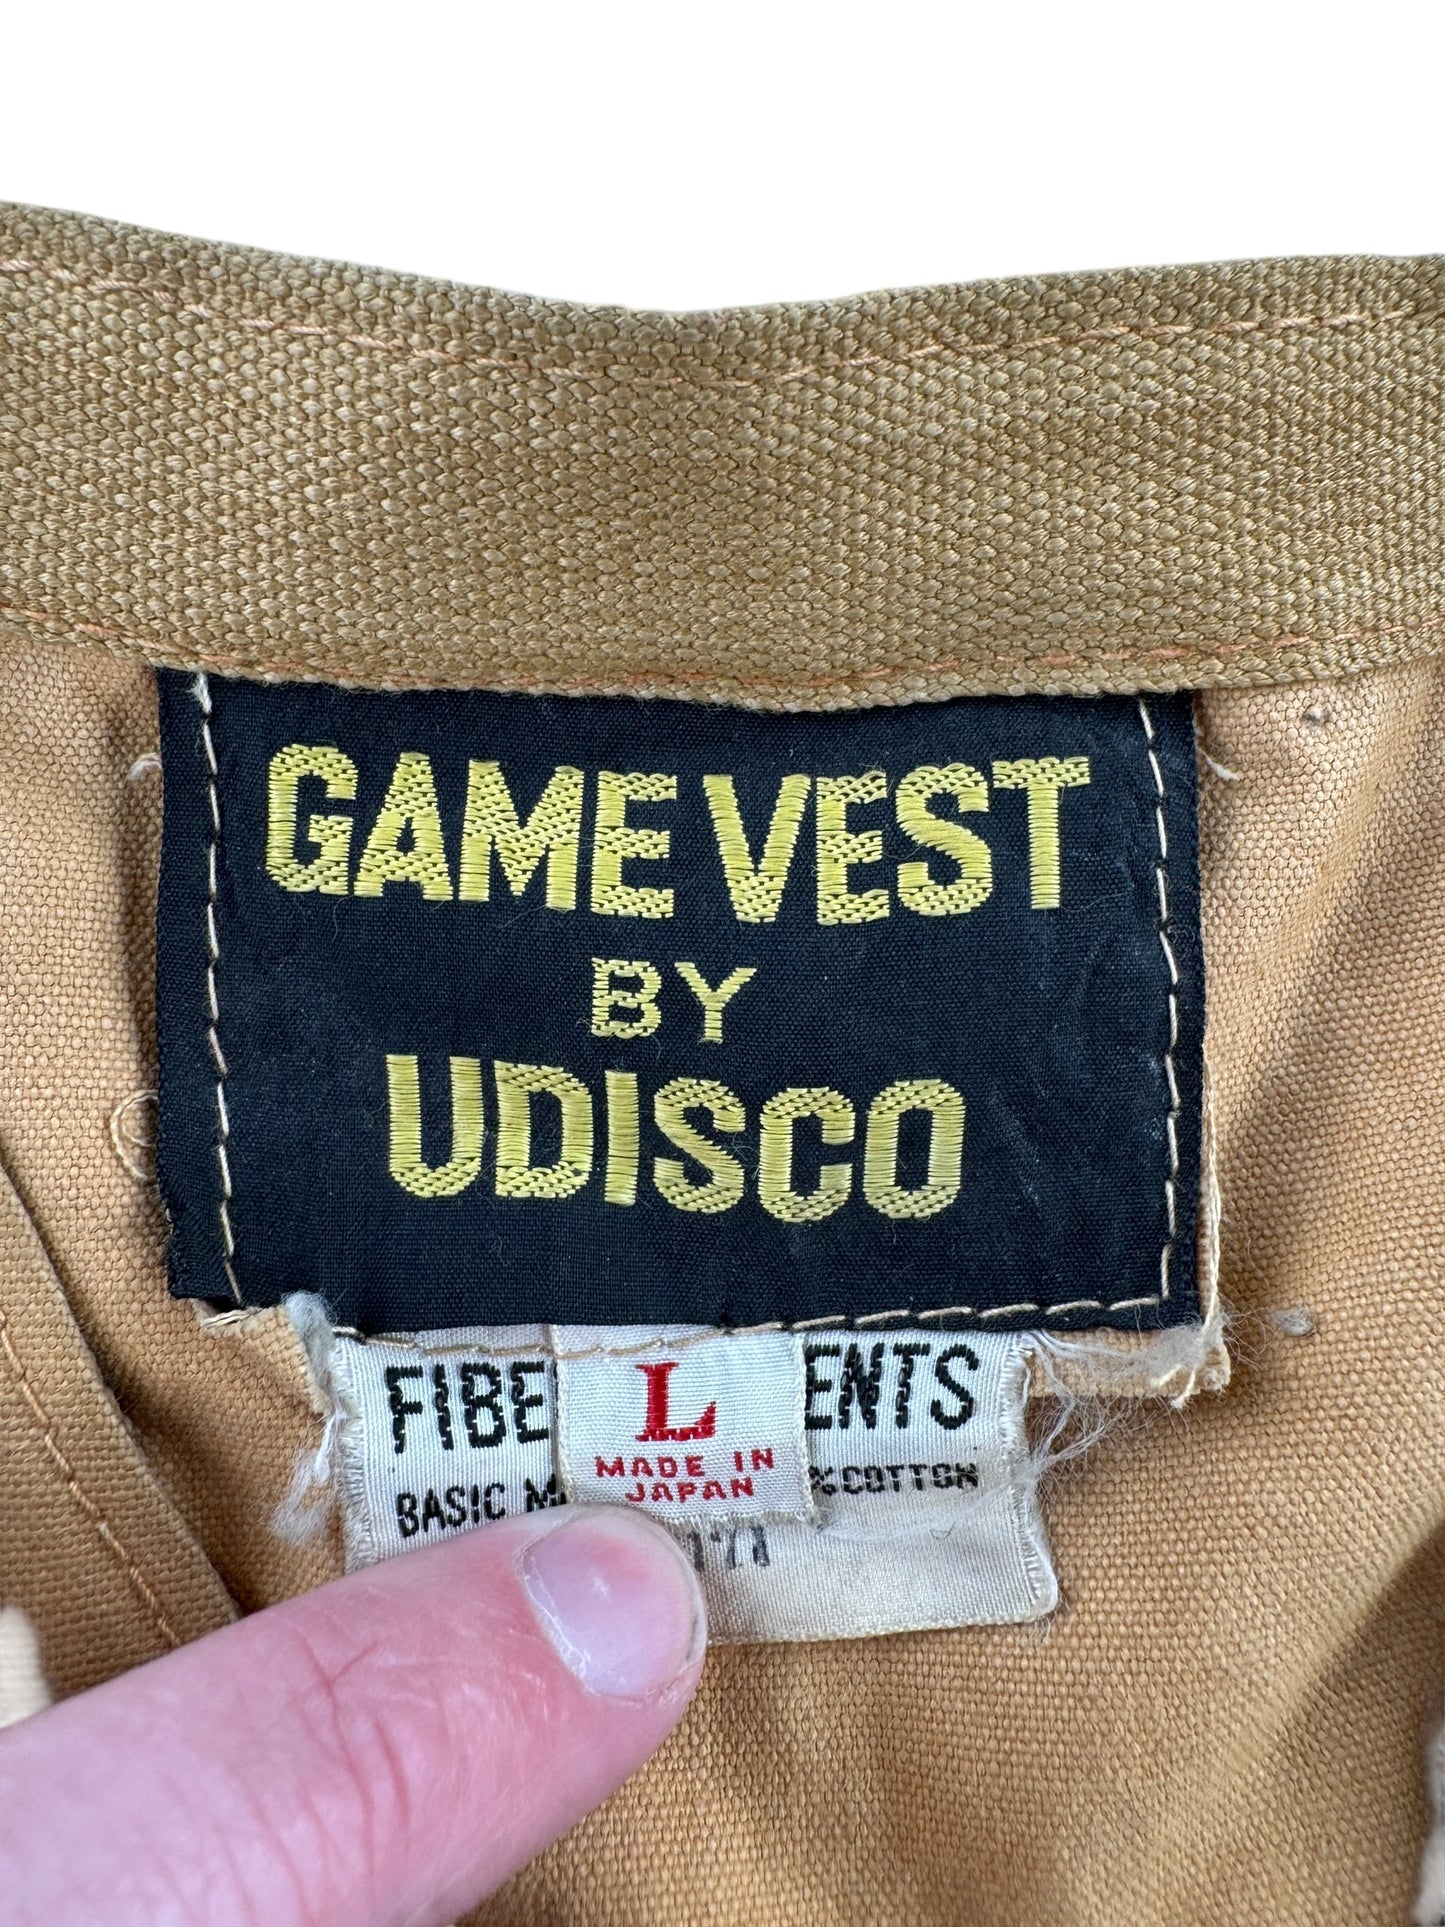 GAME VEST
BY
UDISCO
L
MADE IN
JAPAN
FIBE ENTS
BASIC % COTTON